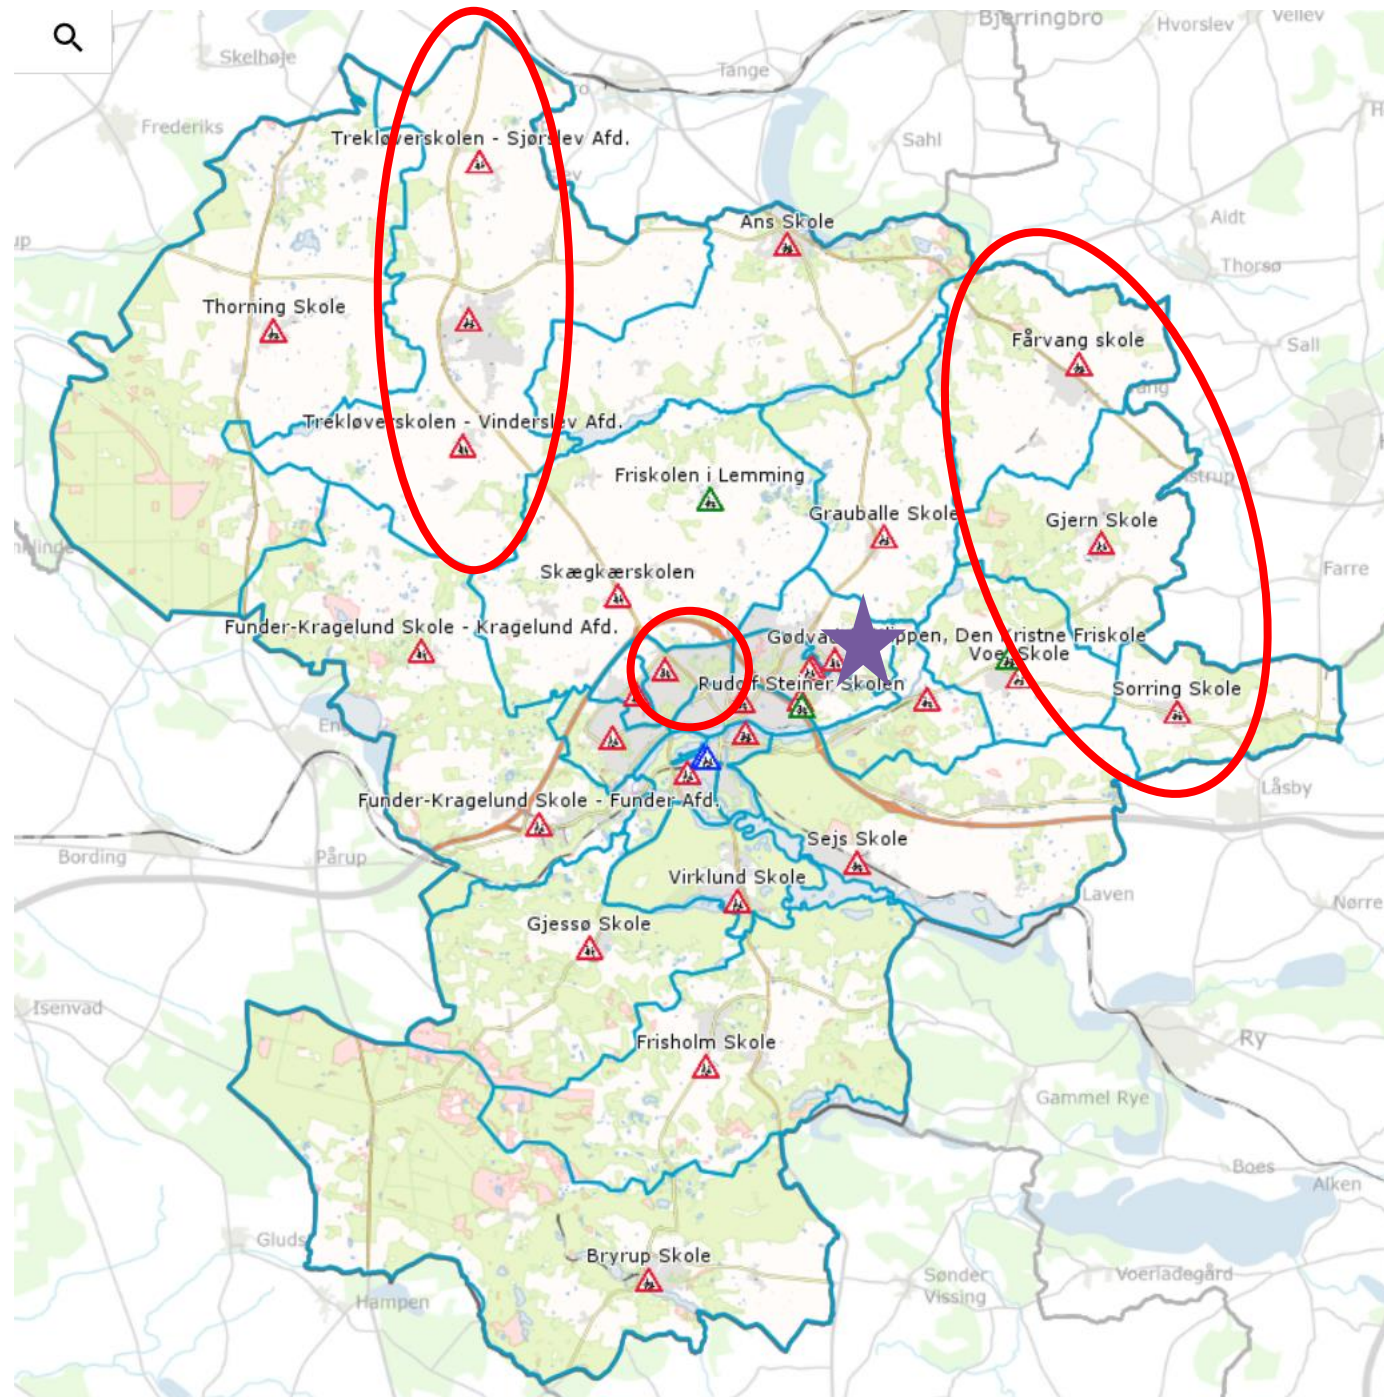 Bjerringbro
Hvorslev
Vellev
Skelhøje
Tange
Frederiks
Sahl
Trekløverskolen - Sjørslev Afd.
Ans Skole
Aidt
Thorsø
Thorning Skole
Fårvang skole
Sall
Trekløverskolen - Vinderslev Afd.
Friskolen i Lemming
Grauballe Skole
Gjern Skole
Farre
Skægkærskolen
Funder-Kragelund Skole - Kragelund Afd.
Den Kristne Friskole
Skole
Rudolf Steiner Skolen
Sorring Skole
Låsby
Funder-Kragelund Skole - Funder Afd.
Sejs Skole
Bording
Pårup
Virklund Skole
Laven
Nørre
Gjessø Skole
Isenvad
Ry
Frisholm Skole
Gammel Rye
Boes
Alken
Gluds
Bryrup Skole
Sønder
Vissing
Voerladegård
Hampen